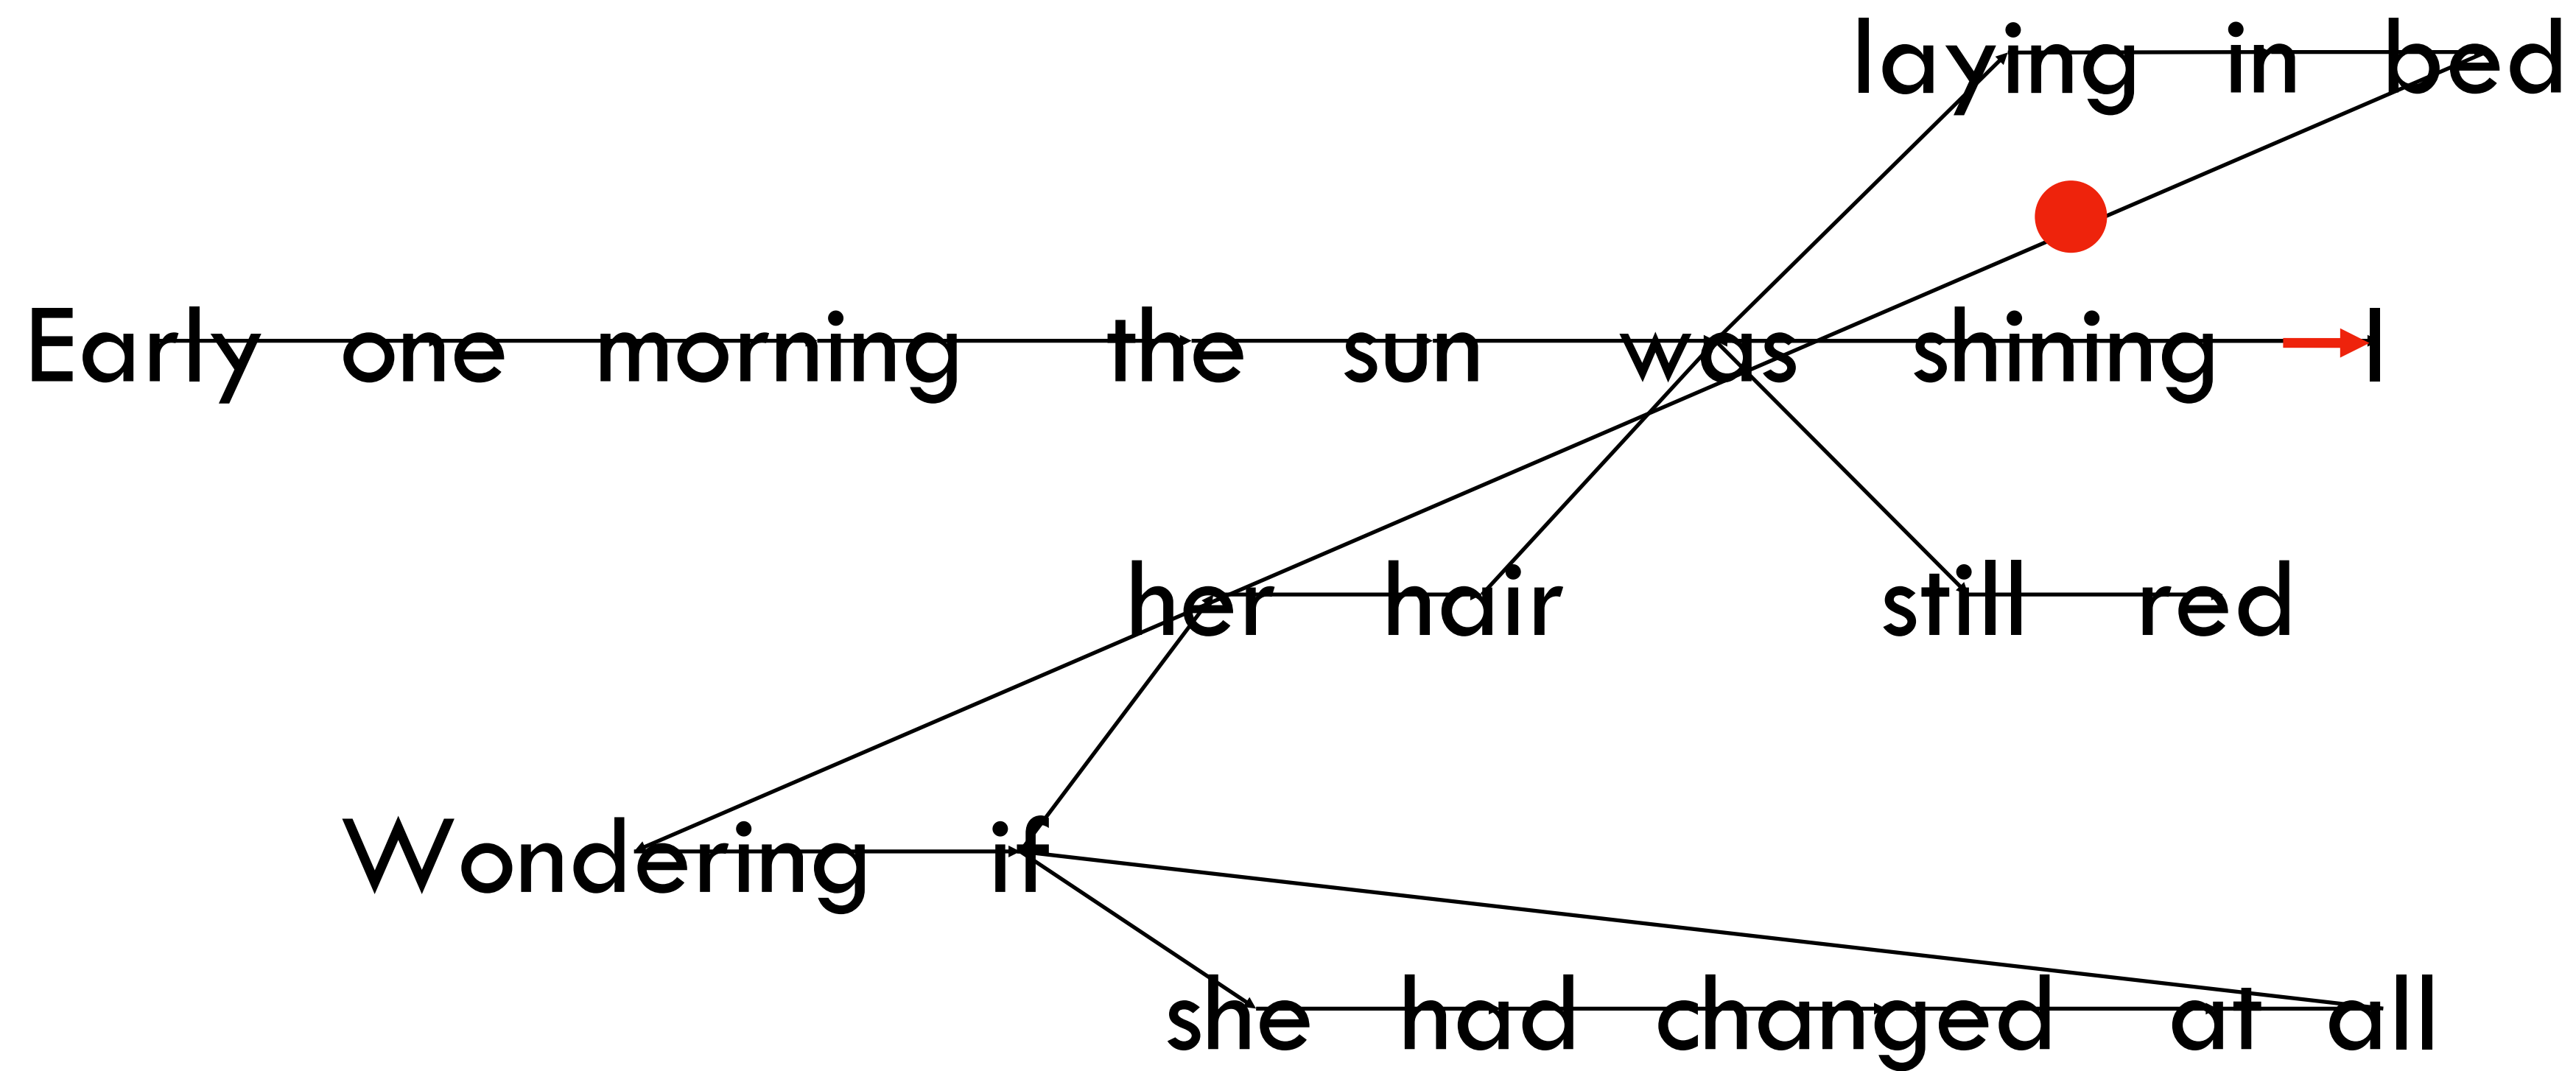 laying in bed
Early one morning the sun was shining I
her hair still red
Wondering if
she had changed at all